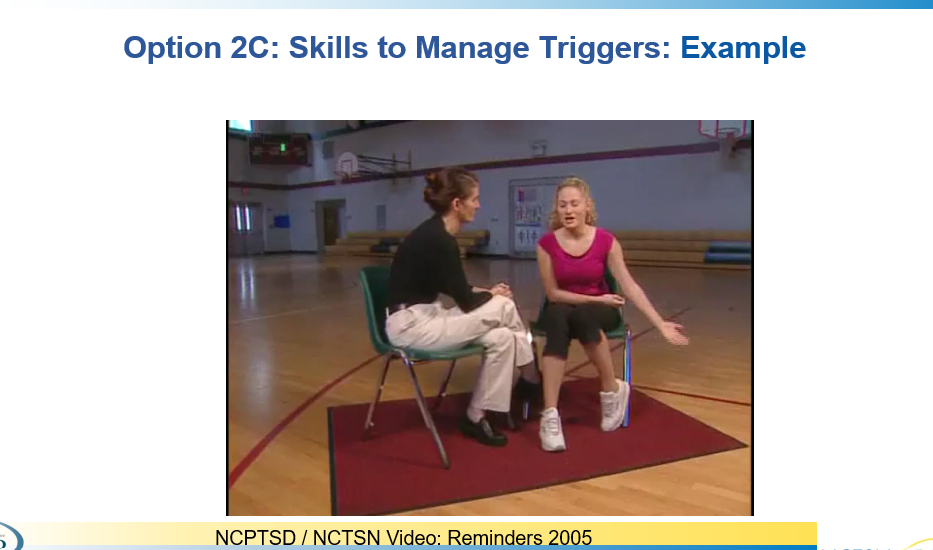 Option 2C: Skills to Manage Triggers: Example
NCPTSD / NCTSN Video: Reminders 2005